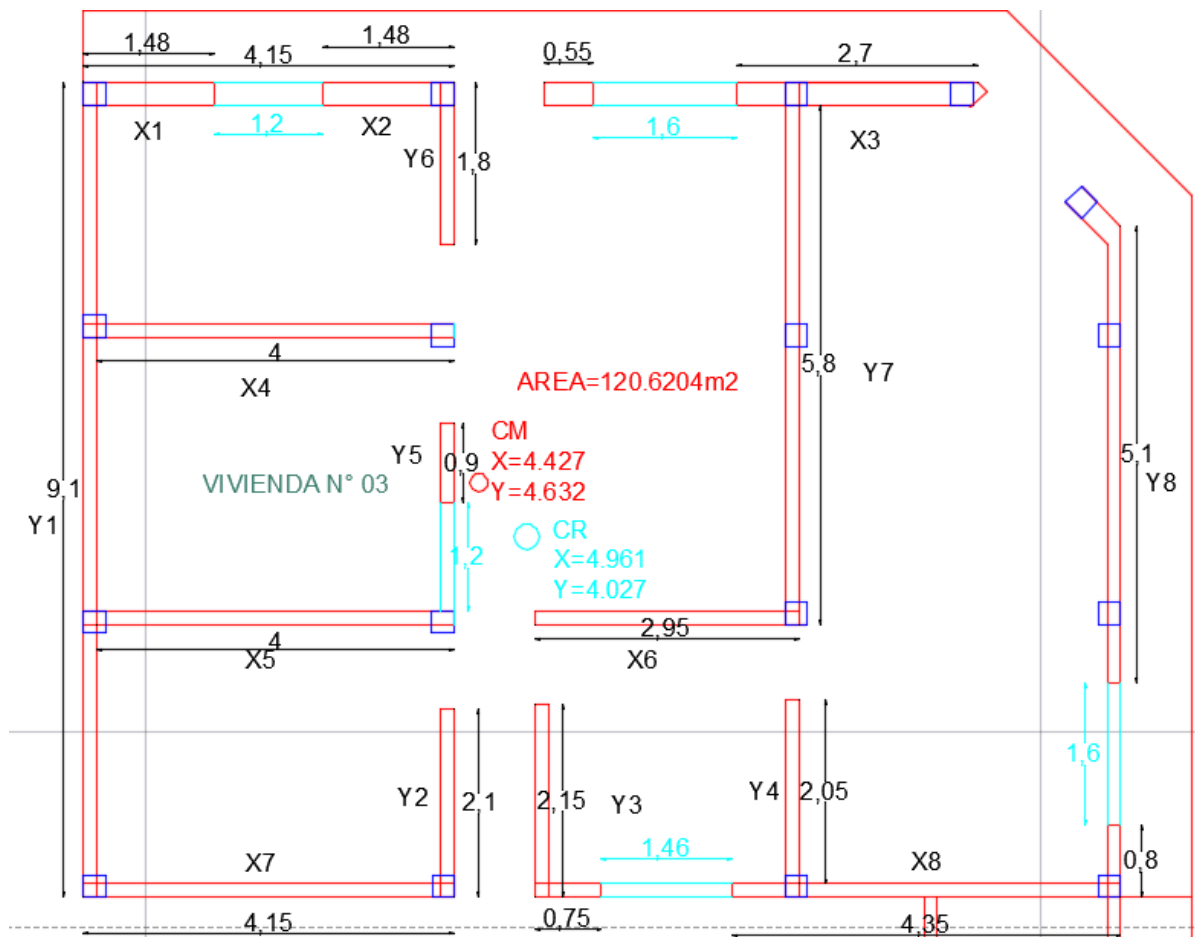 1,48
1,48
4,15
0,55
2,7
X1
1,2
X2
1,6
X3
Y6
1,8
4
X4
5,8
Y7
AREA=120.6204m2
CM
X=4.427
Y=4.632
Y5
0,9
5,1
Y8
VIVIENDA N° 03
9,1
Y1
CR
X=4.961
Y=4.027
1,2
4
X5
2,95
X6
1,6
Y2
2,1
2,15
Y3
Y4
2,05
1,46
X7
X8
0,8
4,15
0,75
4,35